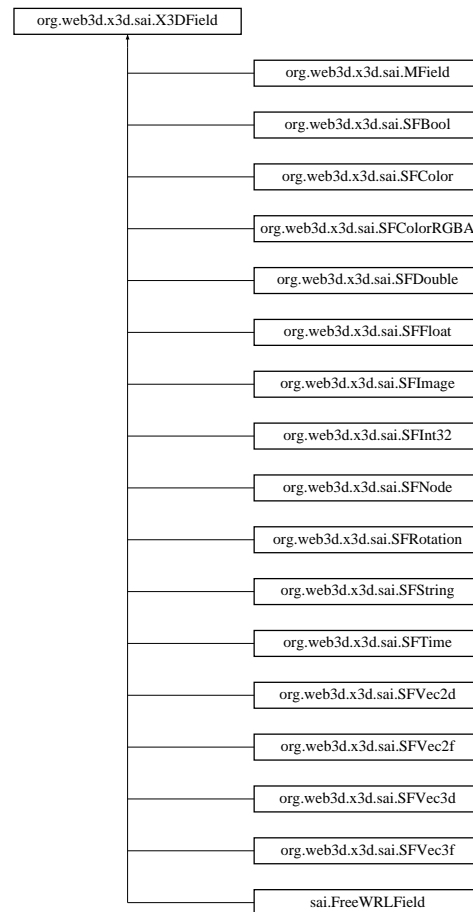 org.web3d.x3d.sai.X3DField
org.web3d.x3d.sai.MField
org.web3d.x3d.sai.SFBool
org.web3d.x3d.sai.SFColor
org.web3d.x3d.sai.SFColorRGBA
org.web3d.x3d.sai.SFDouble
org.web3d.x3d.sai.SFFloat
org.web3d.x3d.sai.SFImage
org.web3d.x3d.sai.SFInt32
org.web3d.x3d.sai.SFNode
org.web3d.x3d.sai.SFRotation
org.web3d.x3d.sai.SFString
org.web3d.x3d.sai.SFTime
org.web3d.x3d.sai.SFVec2d
org.web3d.x3d.sai.SFVec2f
org.web3d.x3d.sai.SFVec3d
org.web3d.x3d.sai.SFVec3f
sai.FreeWRLField